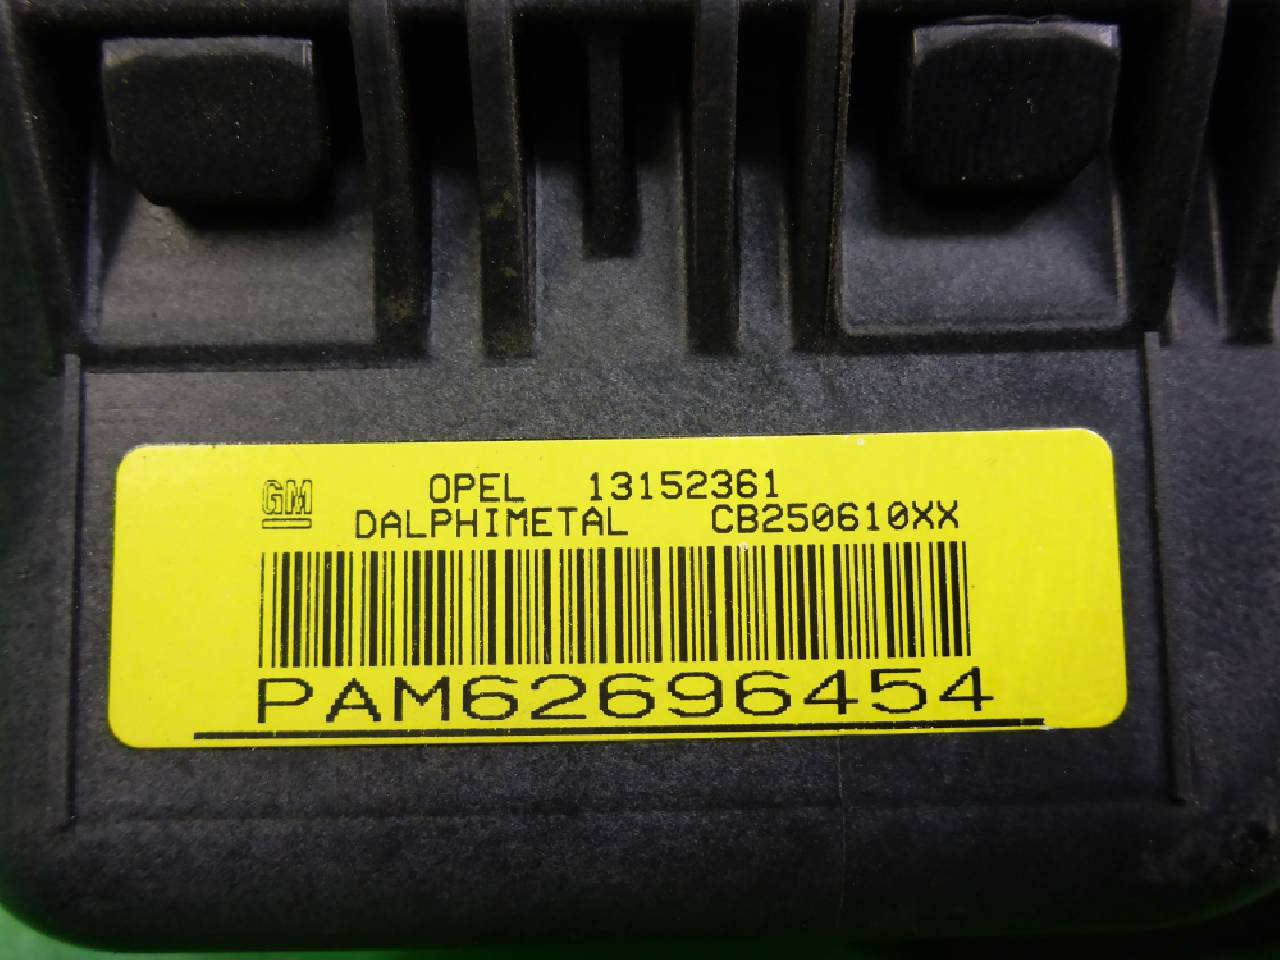 GM OPEL 13152361
DALPHIMETAL CB250610XX
PAM62696454